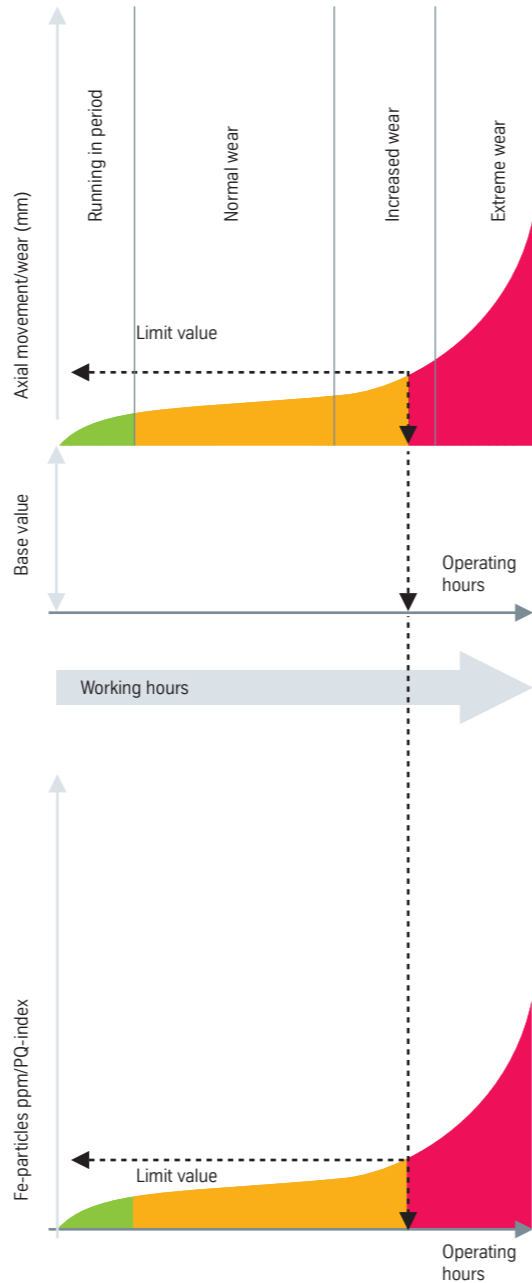 Axial movement/wear (mm)
Running in period
Normal wear
Increased wear
Extreme wear
Limit value
Base value
Operating
hours
Working hours
Fe-particles ppm/PQ-index
Limit value
Operating
hours